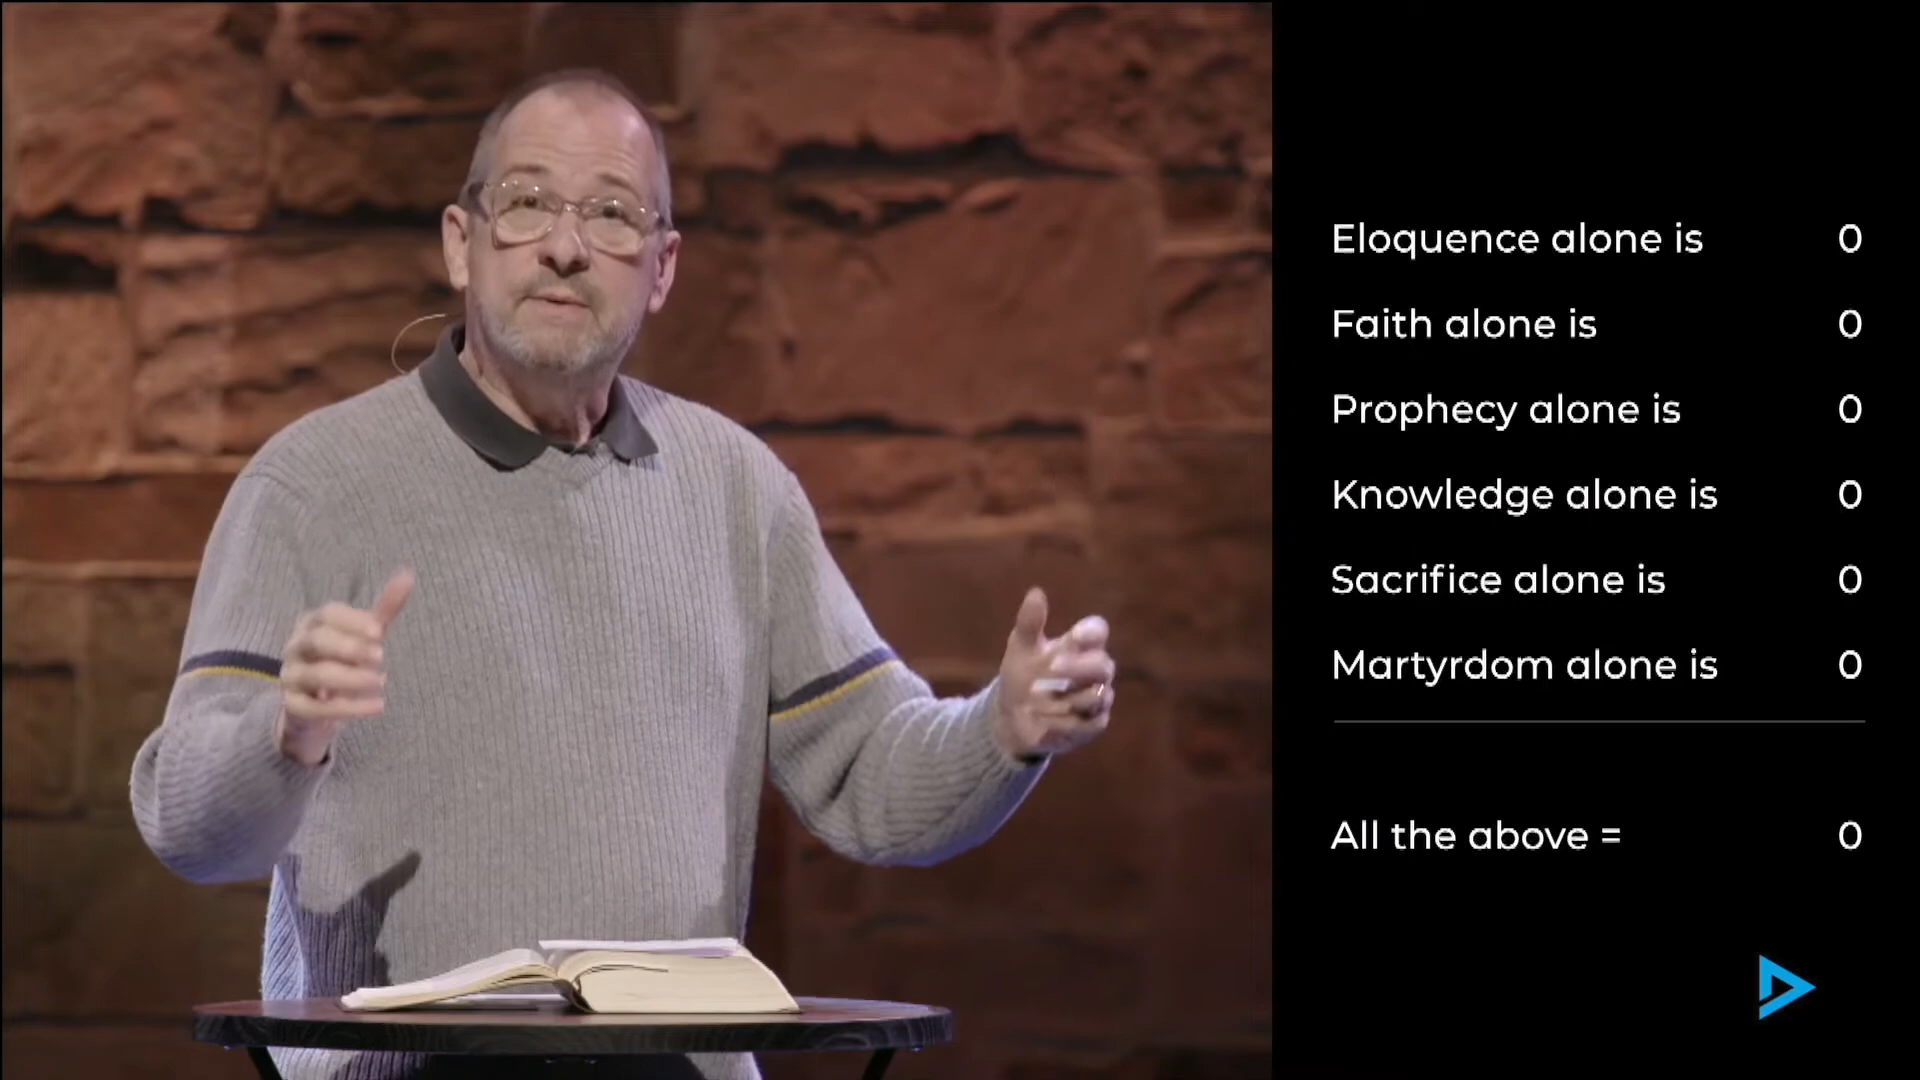 Eloquence alone is 0
Faith alone is 0
Prophecy alone is 0
Knowledge alone is 0
Sacrifice alone is 0
Martyrdom alone is 0
All the above = 0